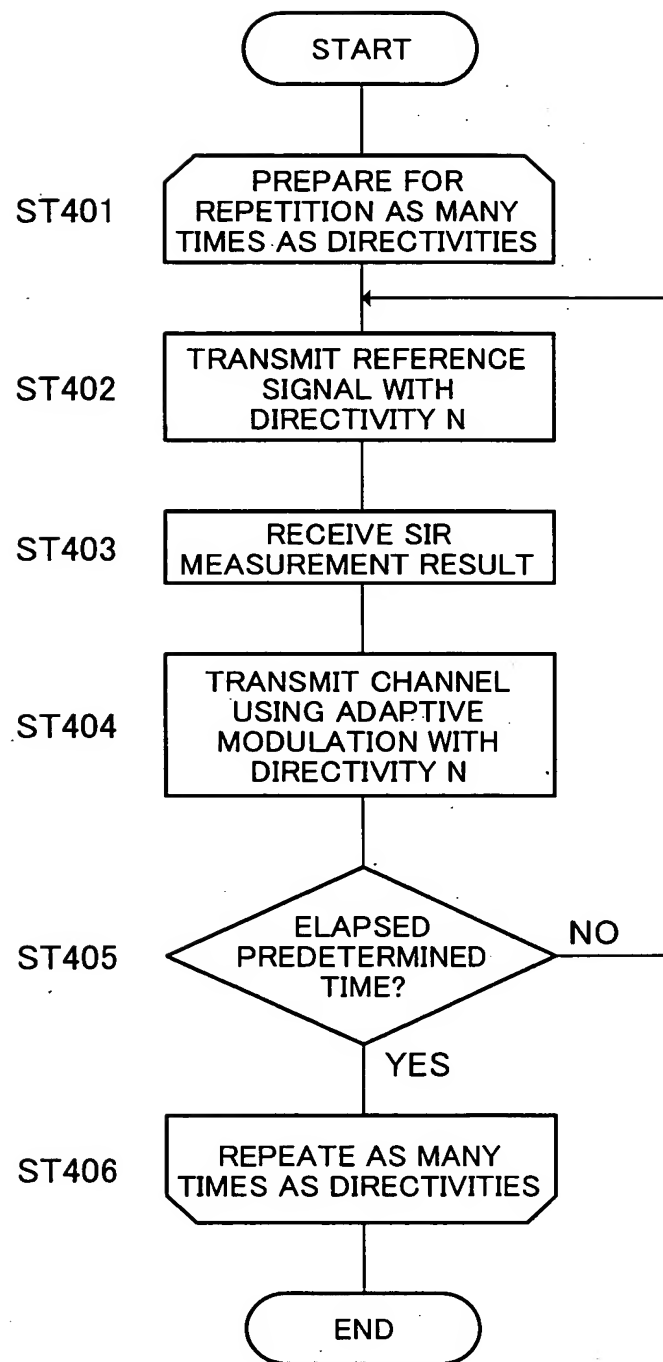 START
ST401
PREPARE FOR
REPETITION AS MANY
TIMES AS DIRECTIVITIES
ST402
TRANSMIT REFERENCE
SIGNAL WITH
DIRECTIVITY N
ST403
RECEIVE SIR
MEASUREMENT RESULT
ST404
TRANSMIT CHANNEL
USING ADAPTIVE
MODULATION WITH
DIRECTIVITY N
ST405
ELAPSED
PREDETERMINED
TIME?
NO
YES
ST406
REPEATE AS MANY
TIMES AS DIRECTIVITIES
END